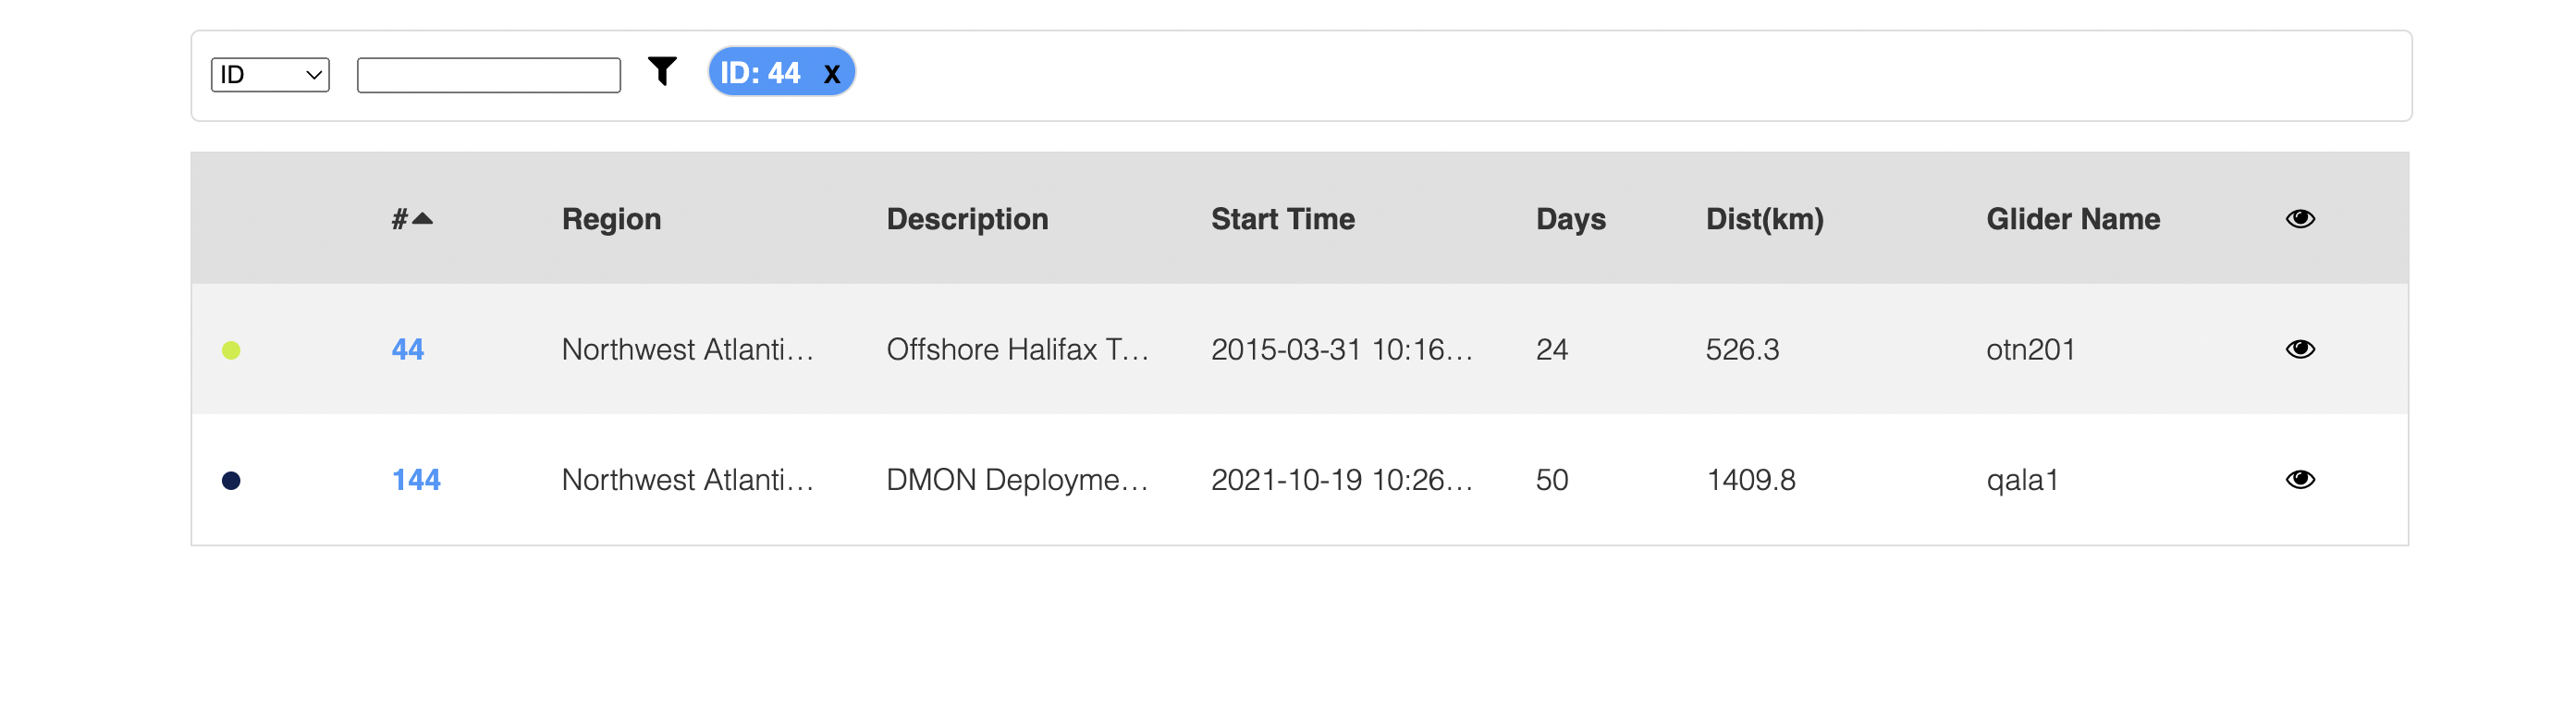 ID ID: 44 x
# Region Description Start Time Days Dist(km) Glider Name
44 Northwest Atlanti... Offshore Halifax T... 2015-03-31 10:16... 24 526.3 otn201
144 Northwest Atlanti... DMON Deployme... 2021-10-19 10:26... 50 1409.8 qala1